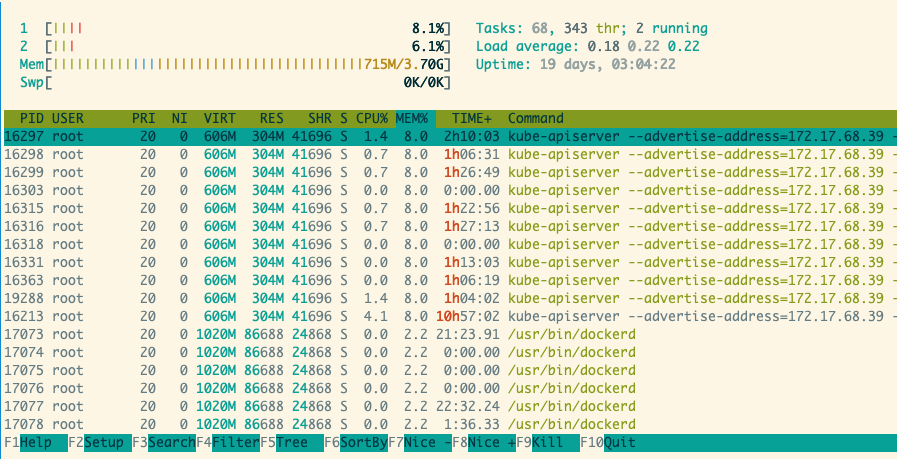 1 [|||| 8.1%] Tasks: 68, 343 thr; 2 running
2 [||| 6.1%] Load average: 0.18 0.22 0.22
Mem[|||||||||||||||||||||||||||||||||||||||715M/3.70G] Uptime: 19 days, 03:04:22
Swp[ 0K/0K]
PID USER PRI NI VIRT RES SHR S CPU% MEM% TIME+ Command
16297 root 20 0 606M 304M 41696 S 1.4 8.0 2h10:03 kube-apiserver --advertise-address=172.17.68.39 -
16298 root 20 0 606M 304M 41696 S 0.7 8.0 1h06:31 kube-apiserver --advertise-address=172.17.68.39 -
16299 root 20 0 606M 304M 41696 S 0.7 8.0 1h26:49 kube-apiserver --advertise-address=172.17.68.39 -
16303 root 20 0 606M 304M 41696 S 0.0 8.0 0:00.00 kube-apiserver --advertise-address=172.17.68.39 -
16315 root 20 0 606M 304M 41696 S 0.7 8.0 1h22:56 kube-apiserver --advertise-address=172.17.68.39 -
16316 root 20 0 606M 304M 41696 S 0.7 8.0 1h27:13 kube-apiserver --advertise-address=172.17.68.39 -
16318 root 20 0 606M 304M 41696 S 0.0 8.0 0:00.00 kube-apiserver --advertise-address=172.17.68.39 -
16331 root 20 0 606M 304M 41696 S 0.0 8.0 1h13:03 kube-apiserver --advertise-address=172.17.68.39 -
16363 root 20 0 606M 304M 41696 S 0.0 8.0 1h06:19 kube-apiserver --advertise-address=172.17.68.39 -
19288 root 20 0 606M 304M 41696 S 1.4 8.0 1h04:02 kube-apiserver --advertise-address=172.17.68.39 -
16213 root 20 0 606M 304M 41696 S 4.1 8.0 10h57:02 kube-apiserver --advertise-address=172.17.68.39 -
17073 root 20 0 1020M 86688 24868 S 0.0 2.2 21:23.91 /usr/bin/dockerd
17074 root 20 0 1020M 86688 24868 S 0.0 2.2 0:00.00 /usr/bin/dockerd
17075 root 20 0 1020M 86688 24868 S 0.0 2.2 0:00.00 /usr/bin/dockerd
17076 root 20 0 1020M 86688 24868 S 0.0 2.2 0:00.00 /usr/bin/dockerd
17077 root 20 0 1020M 86688 24868 S 0.0 2.2 22:32.24 /usr/bin/dockerd
17078 root 20 0 1020M 86688 24868 S 0.0 2.2 1:36.33 /usr/bin/dockerd
F1Help F2Setup F3SearchF4FilterF5Tree F6SortByF7Nice -F8Nice +F9Kill F10Quit